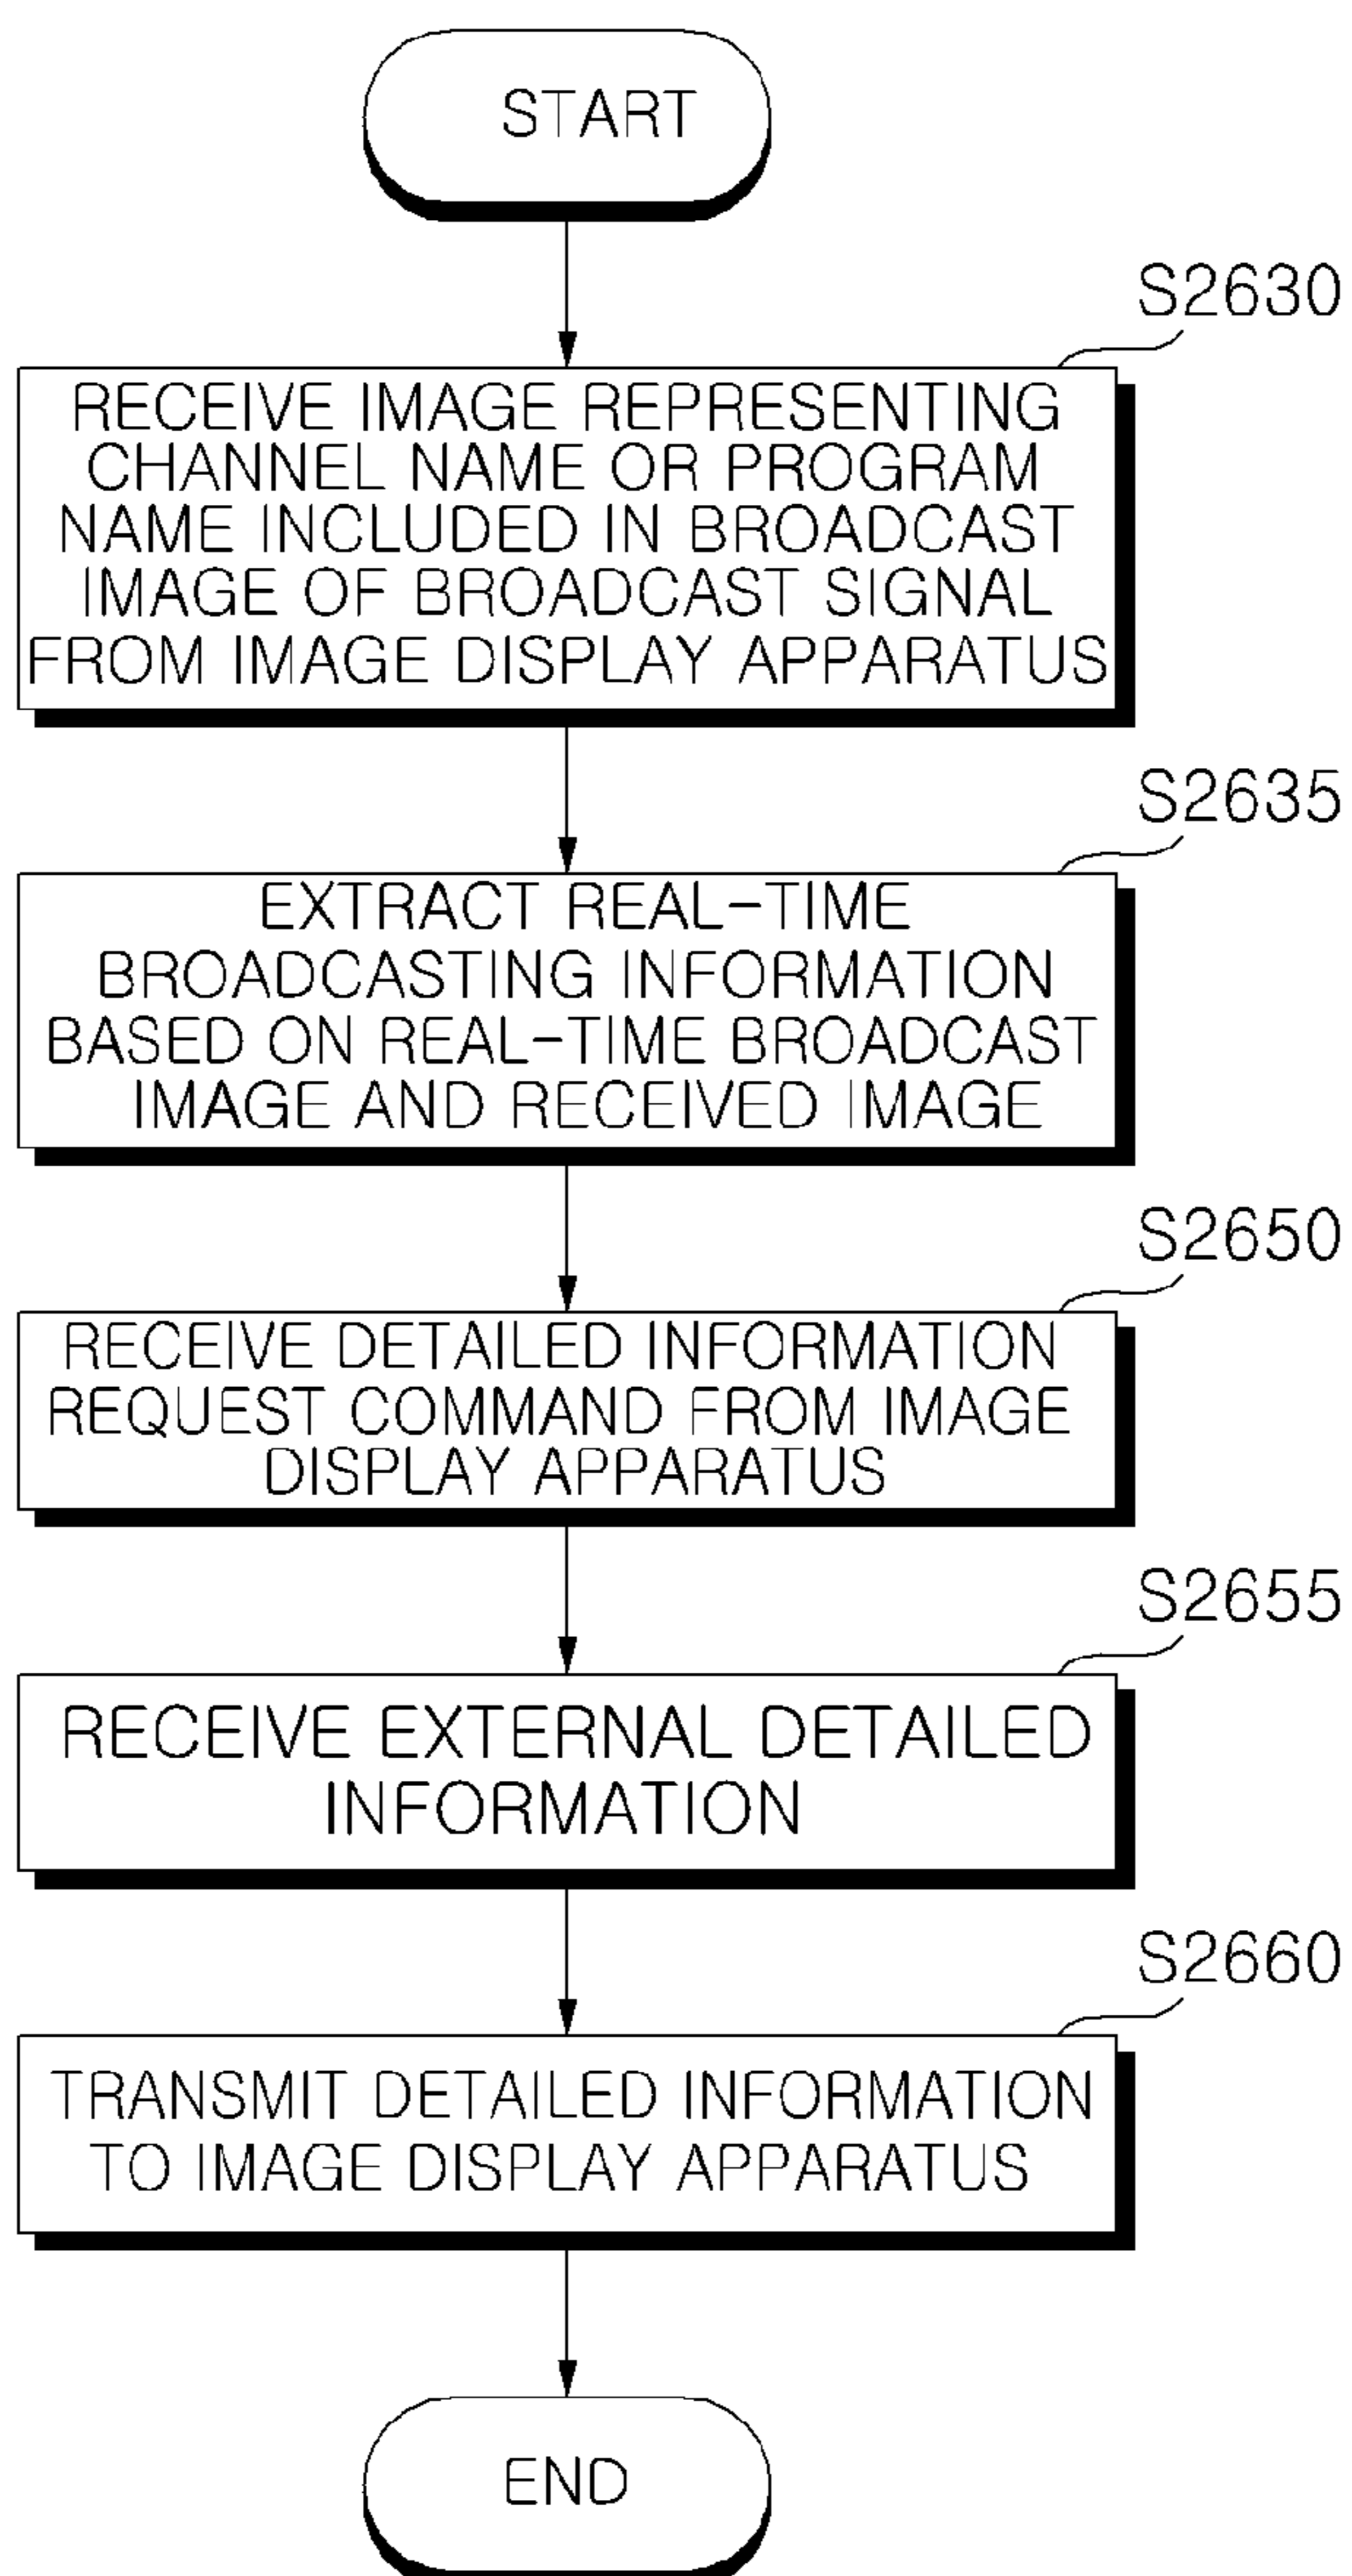 START
S2630
RECEIVE IMAGE REPRESENTING
CHANNEL NAME OR PROGRAM
NAME INCLUDED IN BROADCAST
IMAGE OF BROADCAST SIGNAL
FROM IMAGE DISPLAY APPARATUS
S2635
EXTRACT REAL-TIME
BROADCASTING INFORMATION
BASED ON REAL-TIME BROADCAST
IMAGE AND RECEIVED IMAGE
S2650
RECEIVE DETAILED INFORMATION
REQUEST COMMAND FROM IMAGE
DISPLAY APPARATUS
S2655
RECEIVE EXTERNAL DETAILED
INFORMATION
S2660
TRANSMIT DETAILED INFORMATION
TO IMAGE DISPLAY APPARATUS
END